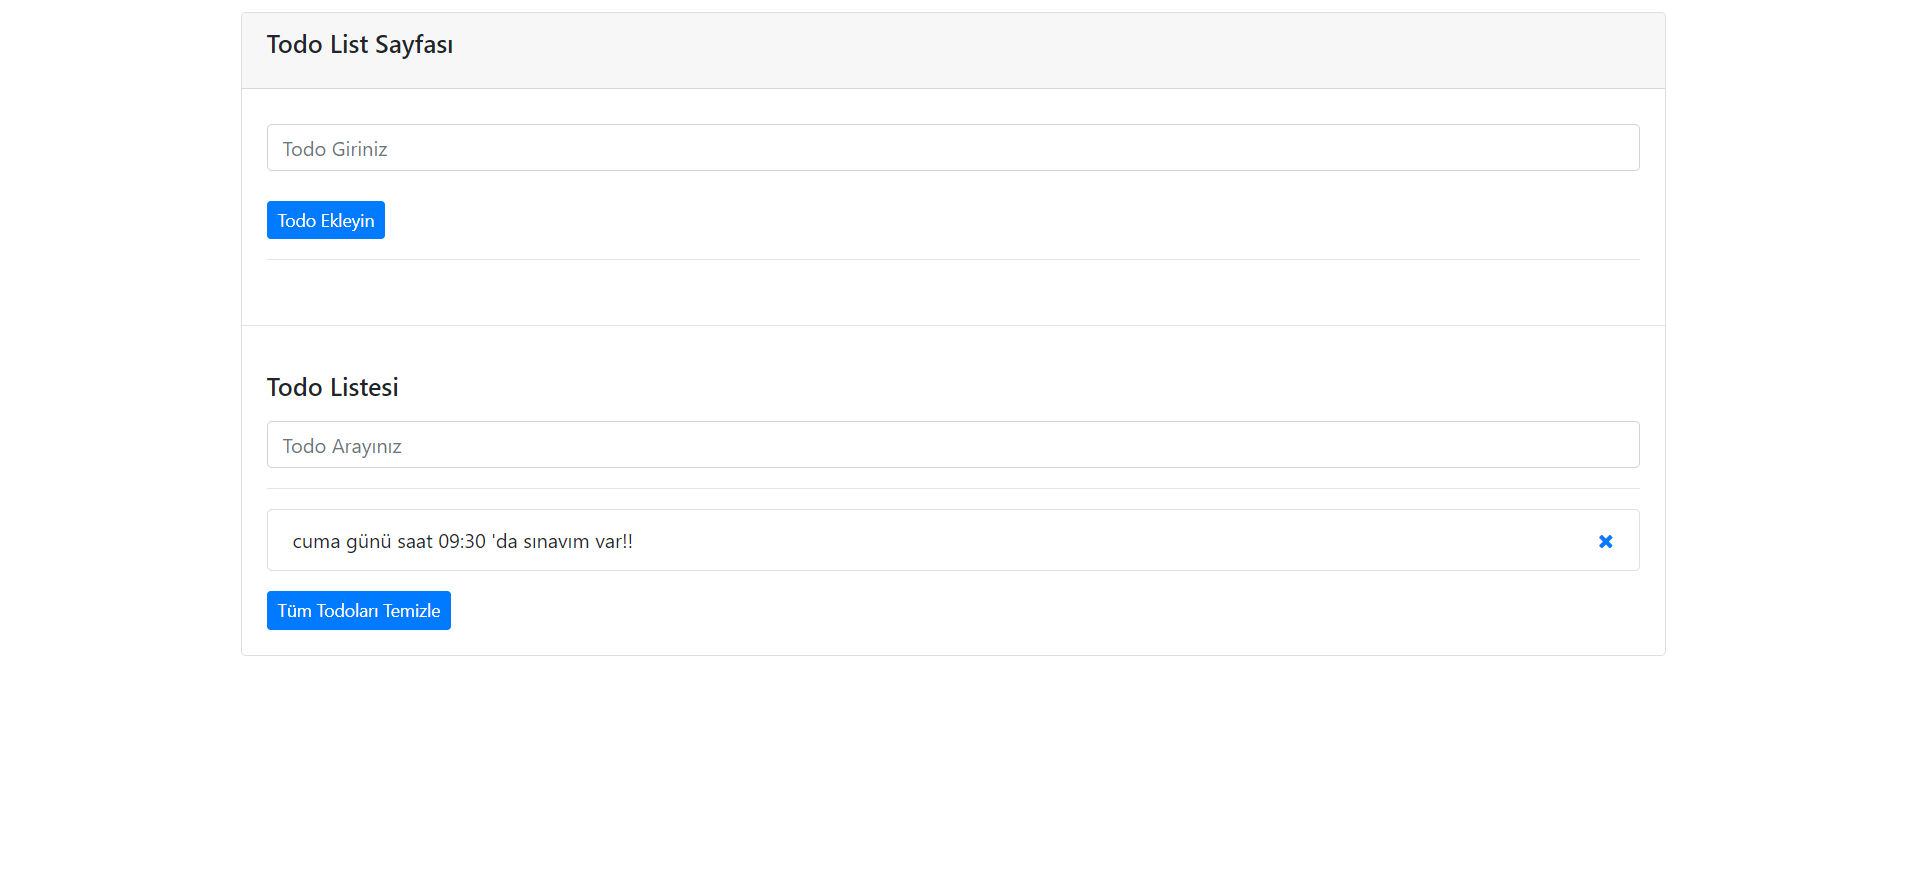 Todo List Sayfası
Todo Giriniz
Todo Ekleyin
Todo Listesi
Todo Arayınız
cuma günü saat 09:30 'da sınavım var!!
Tüm Todoları Temizle